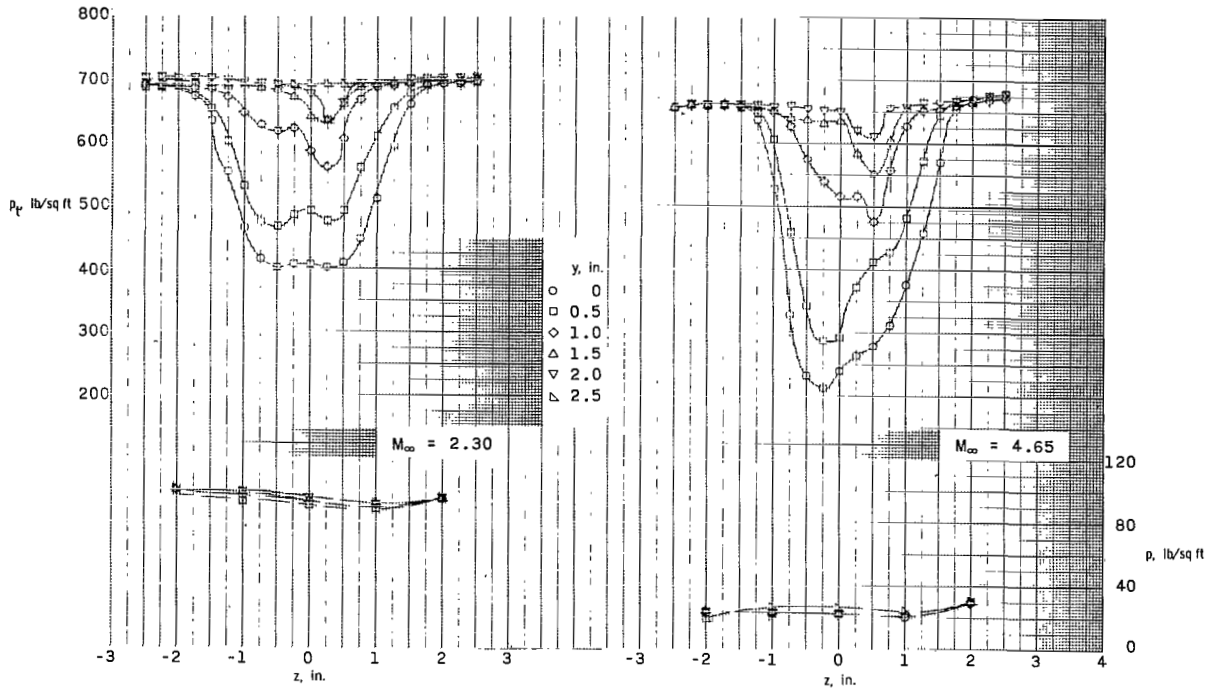 800
700
600
500
400
300
200
p_t, lb/sq ft
y, in.
0
0.5
1.0
1.5
2.0
2.5
M∞ = 2.30
M∞ = 4.65
120
80
40
0
p, lb/sq ft
-3 -2 -1 0 1 2 3
z, in.
-3 -2 -1 0 1 2 3 4
z, in.